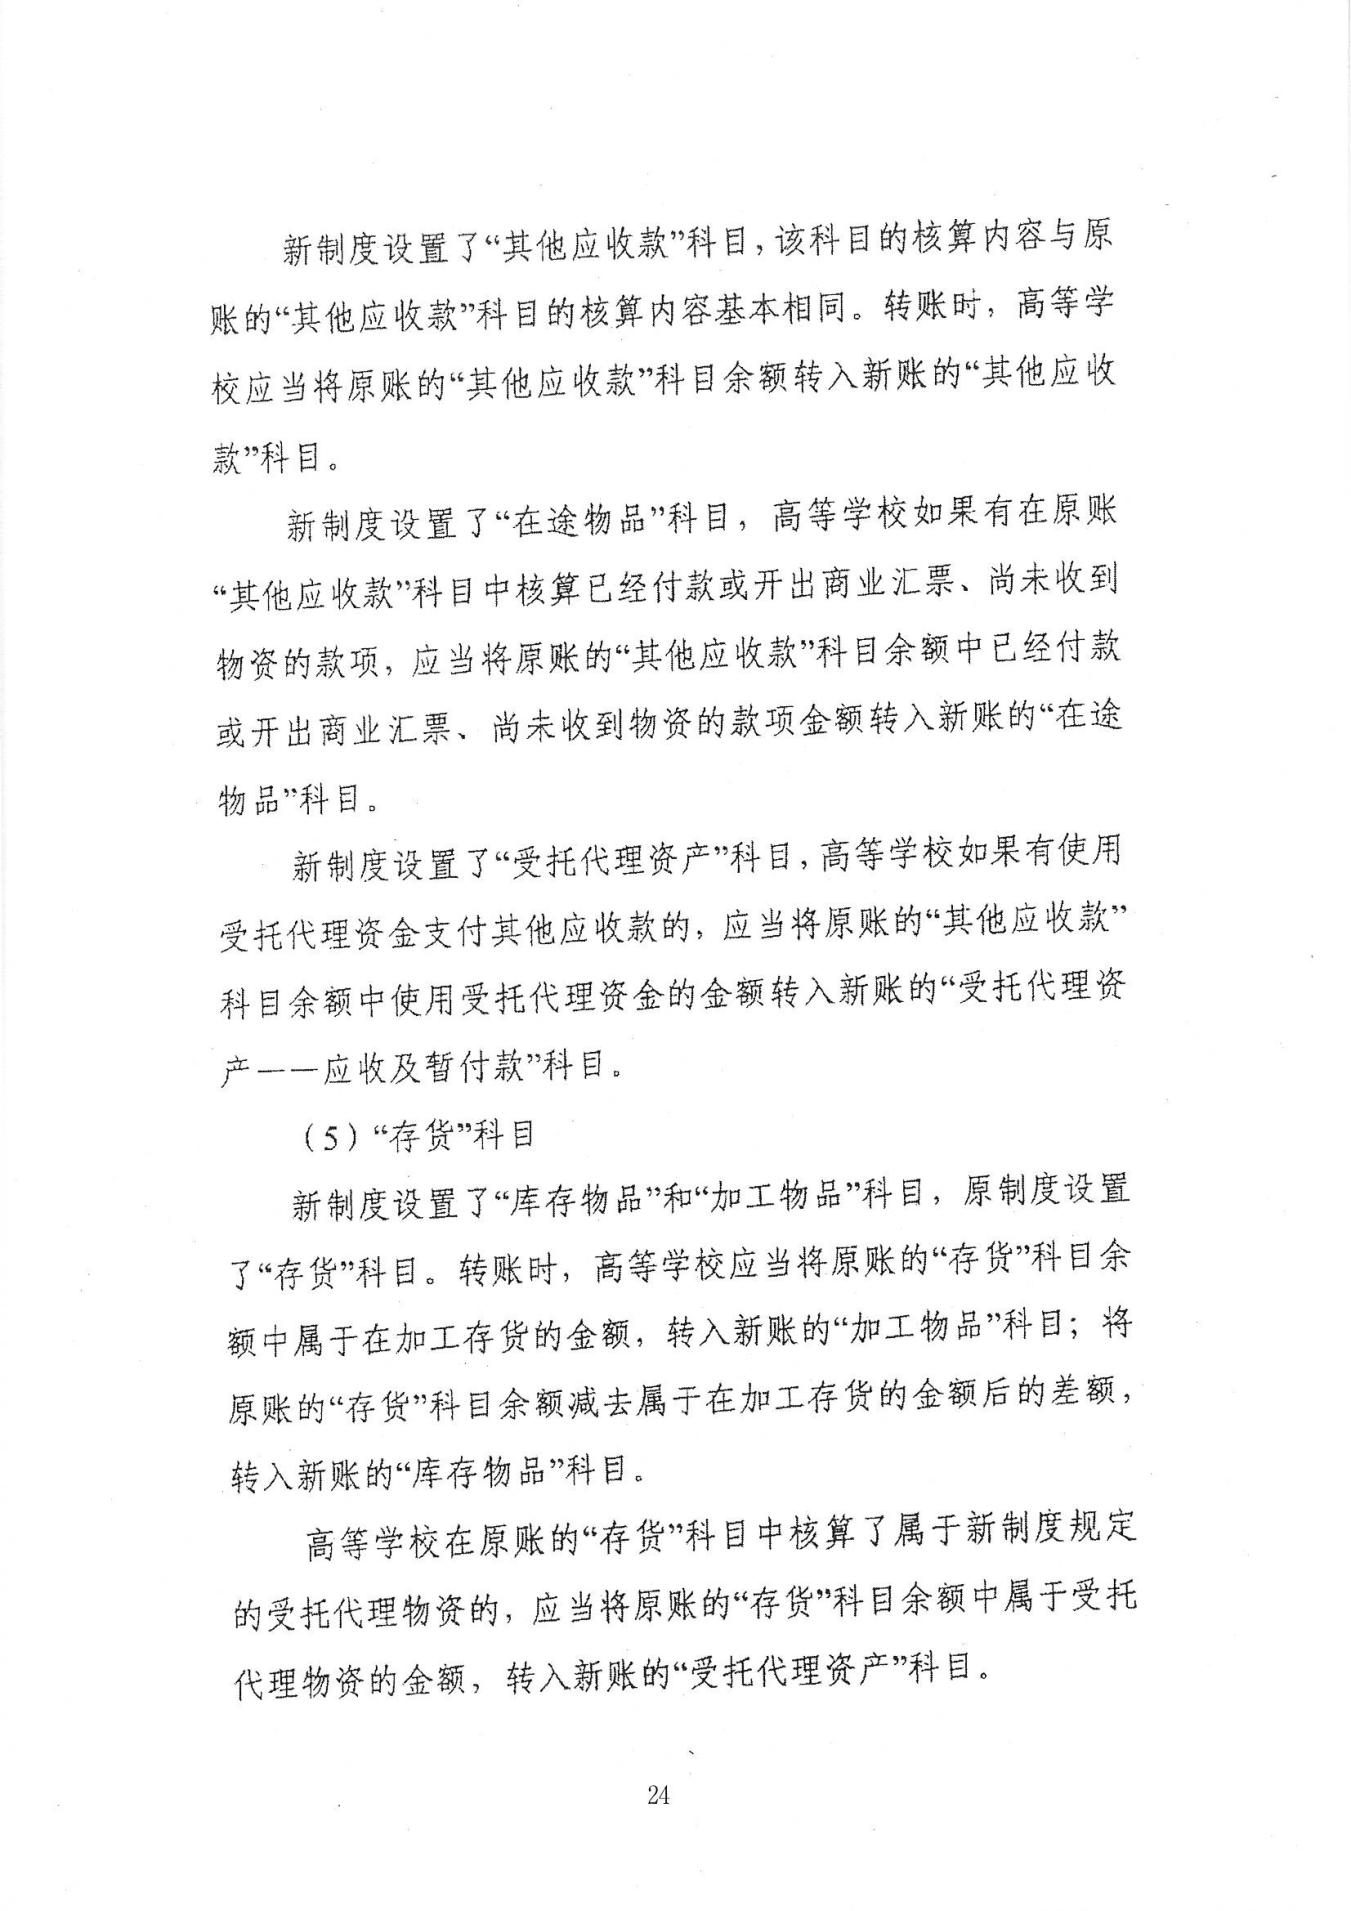 新制度设置了“其他应收款”科目,该科目的核算内容与原
账的“其他应收款”科目的核算内容基本相同。转账时，高等学
校应当将原账的“其他应收款”科目余额转入新账的“其他应收
款”科目。
新制度设置了“在途物品”科目，高等学校如果有在原账
“其他应收款”科目中核算已经付款或开出商业汇票、尚未收到
物资的款项，应当将原账的“其他应收款”科目余额中已经付款
或开出商业汇票、尚未收到物资的款项金额转入新账的“在途
物品”科目。
新制度设置了“受托代理资产”科目,高等学校如果有使用
受托代理资金支付其他应收款的，应当将原账的“其他应收款”
科目余额中使用受托代理资金的金额转入新账的“受托代理资
产——应收及暂付款”科目。
（5）“存货”科目
新制度设置了“库存物品”和“加工物品”科目，原制度设置
了“存货”科目。转账时，高等学校应当将原账的“存货”科目余
额中属于在加工存货的金额，转入新账的“加工物品”科目；将
原账的“存货”科目余额减去属于在加工存货的金额后的差额，
转入新账的“库存物品”科目。
高等学校在原账的“存货”科目中核算了属于新制度规定
的受托代理物资的，应当将原账的“存货”科目余额中属于受托
代理物资的金额，转入新账的“受托代理资产”科目。
24